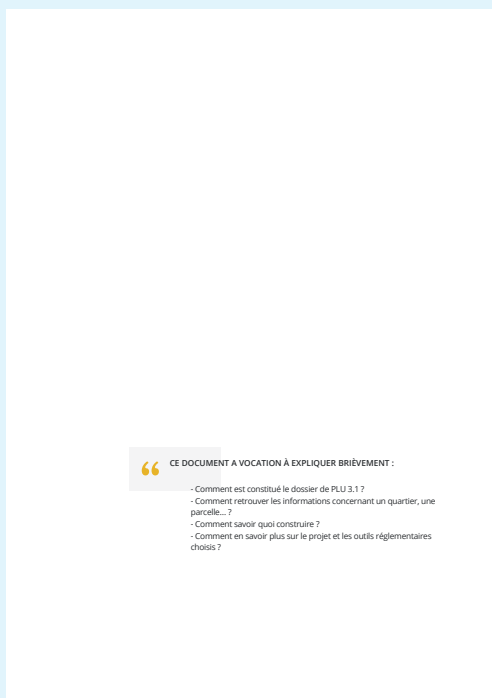 CE DOCUMENT A VOCATION À EXPLIQUER BRIÈVEMENT :
- Comment est constitué le dossier de PLU 3.1 ?
- Comment retrouver les informations concernant un quartier, une
parcelle... ?
- Comment savoir quoi construire ?
- Comment en savoir plus sur le projet et les outils réglementaires
choisis ?